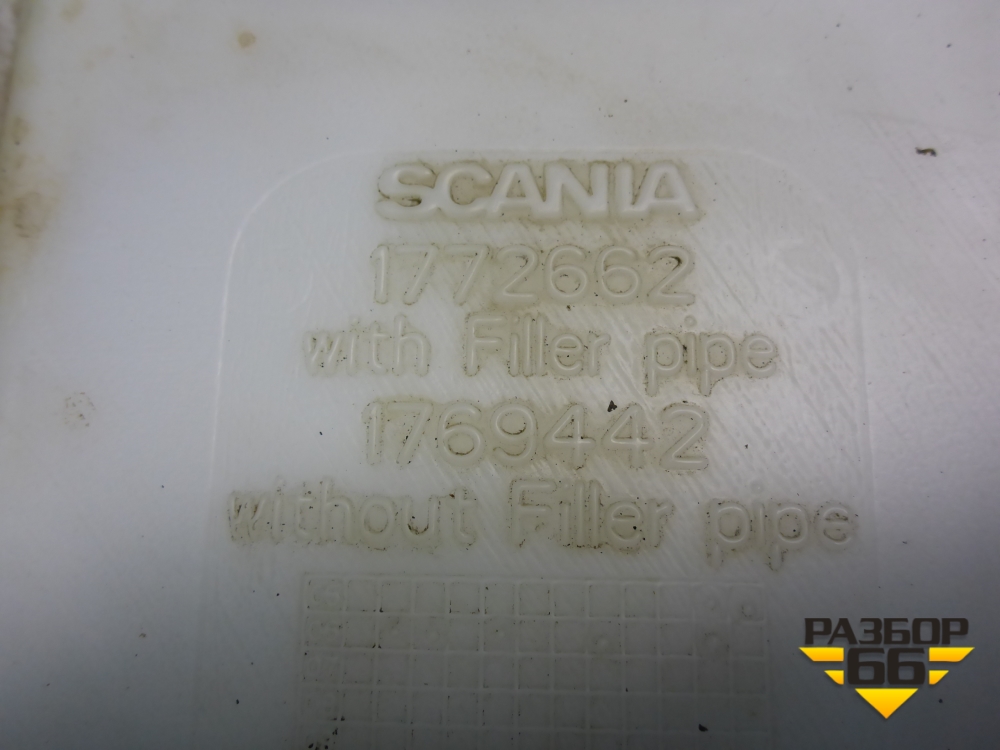 SCANIA
1772662
with Filler pipe
1769442
without Filler pipe
РАЗБОР
66